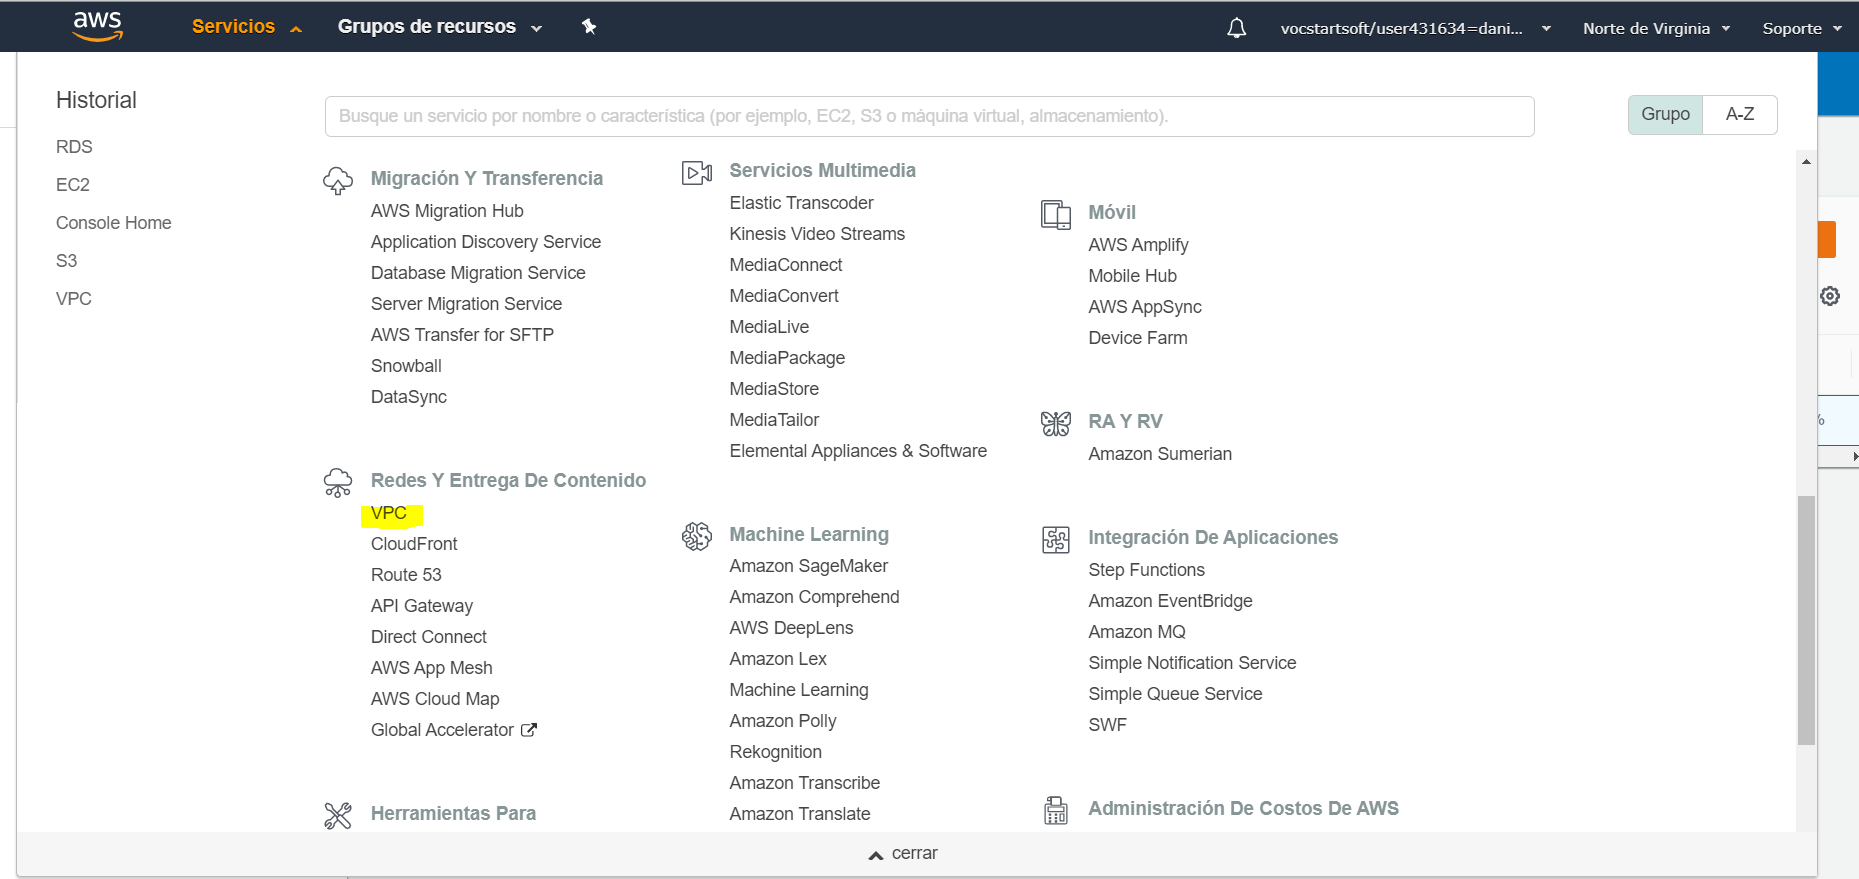 aws
Servicios
Grupos de recursos
vocstartsoft/user431634=dani...
Norte de Virginia
Soporte
Historial
RDS
EC2
Console Home
S3
VPC
Busque un servicio por nombre o característica (por ejemplo, EC2, S3 o máquina virtual, almacenamiento).
Grupo
A-Z
Migración Y Transferencia
AWS Migration Hub
Application Discovery Service
Database Migration Service
Server Migration Service
AWS Transfer for SFTP
Snowball
DataSync
Redes Y Entrega De Contenido
VPC
CloudFront
Route 53
API Gateway
Direct Connect
AWS App Mesh
AWS Cloud Map
Global Accelerator
Herramientas Para
Servicios Multimedia
Elastic Transcoder
Kinesis Video Streams
MediaConnect
MediaConvert
MediaLive
MediaPackage
MediaStore
MediaTailor
Elemental Appliances & Software
Machine Learning
Amazon SageMaker
Amazon Comprehend
AWS DeepLens
Amazon Lex
Machine Learning
Amazon Polly
Rekognition
Amazon Transcribe
Amazon Translate
Móvil
AWS Amplify
Mobile Hub
AWS AppSync
Device Farm
RA Y RV
Amazon Sumerian
Integración De Aplicaciones
Step Functions
Amazon EventBridge
Amazon MQ
Simple Notification Service
Simple Queue Service
SWF
Administración De Costos De AWS
%
cerrar